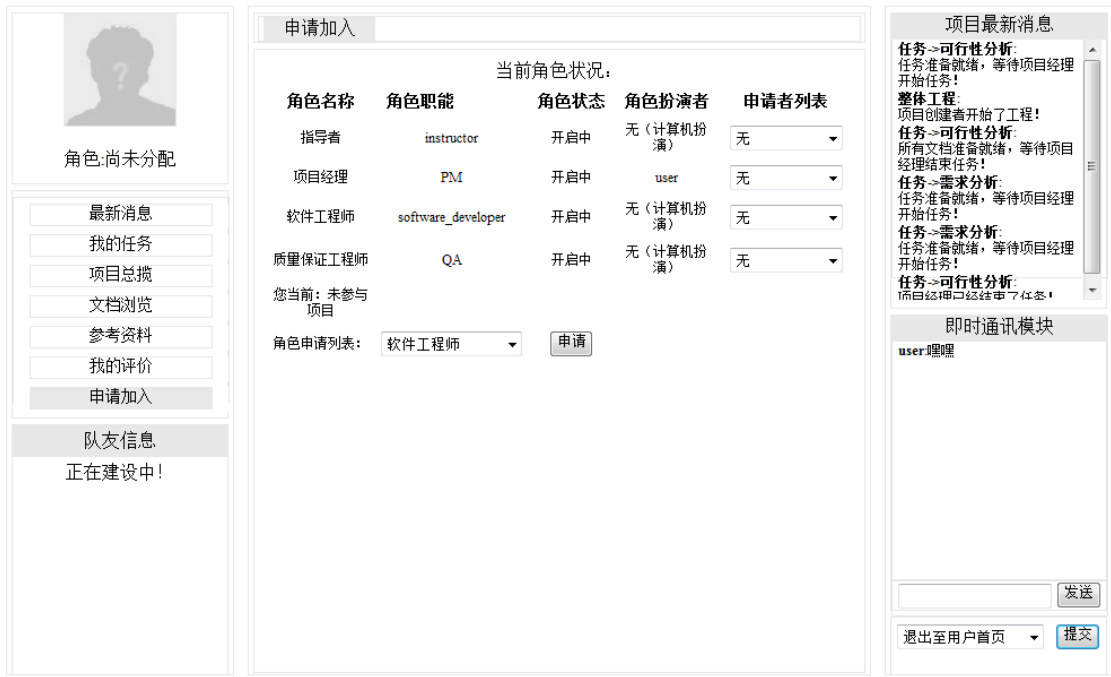 角色:尚未分配
最新消息
我的任务
项目总揽
文档浏览
参考资料
我的评价
申请加入
队友信息
正在建设中!
申请加入
当前角色状况:
角色名称 角色职能 角色状态 角色扮演者 申请者列表
指导者 instructor 开启中 无（计算机扮演） 无
项目经理 PM 开启中 user 无
软件工程师 software_developer 开启中 无（计算机扮演） 无
质量保证工程师 QA 开启中 无（计算机扮演） 无
您当前：未参与
项目
角色申请列表: 软件工程师 申请
项目最新消息
任务->可行性分析:
任务准备就绪，等待项目经理
开始任务!
整体工程:
项目创建者开始了工程!
任务->可行性分析:
所有文档准备就绪，等待项目
经理结束任务!
任务->需求分析:
任务准备就绪，等待项目经理
开始任务!
任务->需求分析:
任务准备就绪，等待项目经理
开始任务!
任务->可行性分析:
项目经理已经结束了任务!
即时通讯模块
user:嘿嘿
发送
退出至用户首页 提交